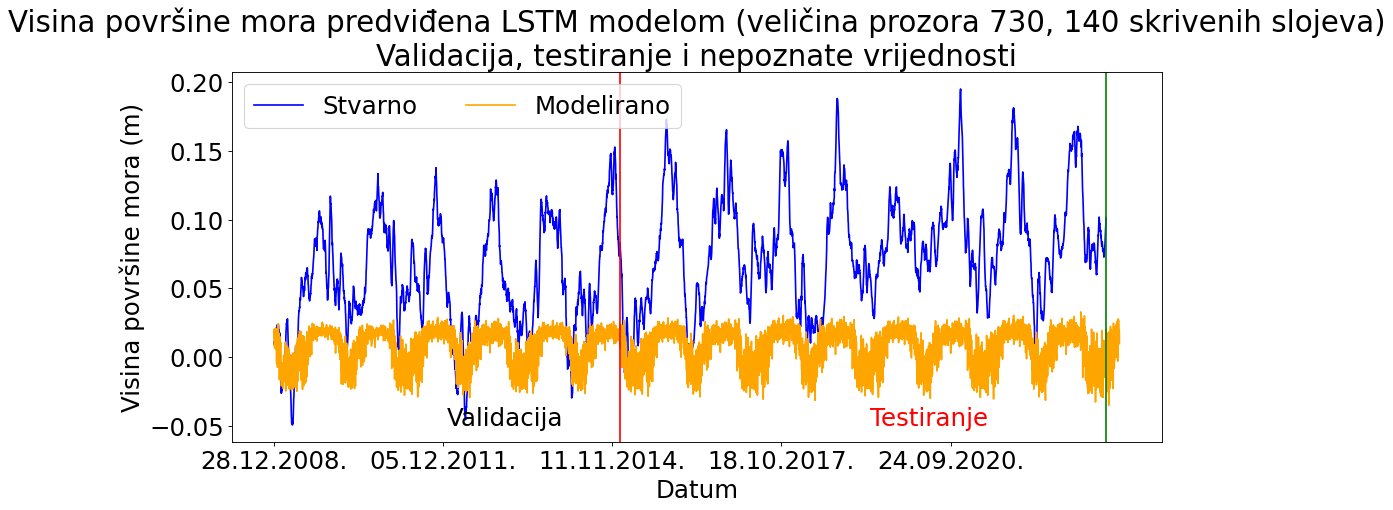 Visina površine mora predviđena LSTM modelom (veličina prozora 730, 140 skrivenih slojeva)
Validacija, testiranje i nepoznate vrijednosti
Stvarno Modelirano
Visina površine mora (m)
0.20
0.15
0.10
0.05
0.00
−0.05
Validacija Testiranje
28.12.2008. 05.12.2011. 11.11.2014. 18.10.2017. 24.09.2020.
Datum